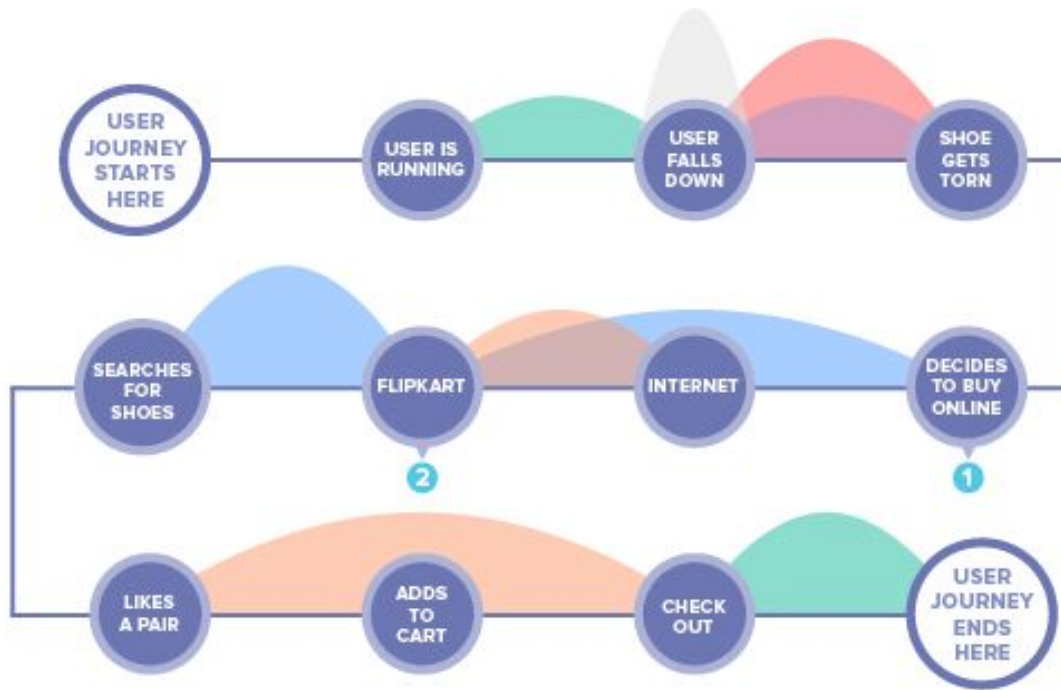 USER
JOURNEY
STARTS
HERE
USER IS
RUNNING
USER
FALLS
DOWN
SHOE
GETS
TORN
DECIDES
TO BUY
ONLINE
1
INTERNET
FLIPKART
2
SEARCHES
FOR
SHOES
LIKES
A PAIR
ADDS
TO
CART
CHECK
OUT
USER
JOURNEY
ENDS
HERE